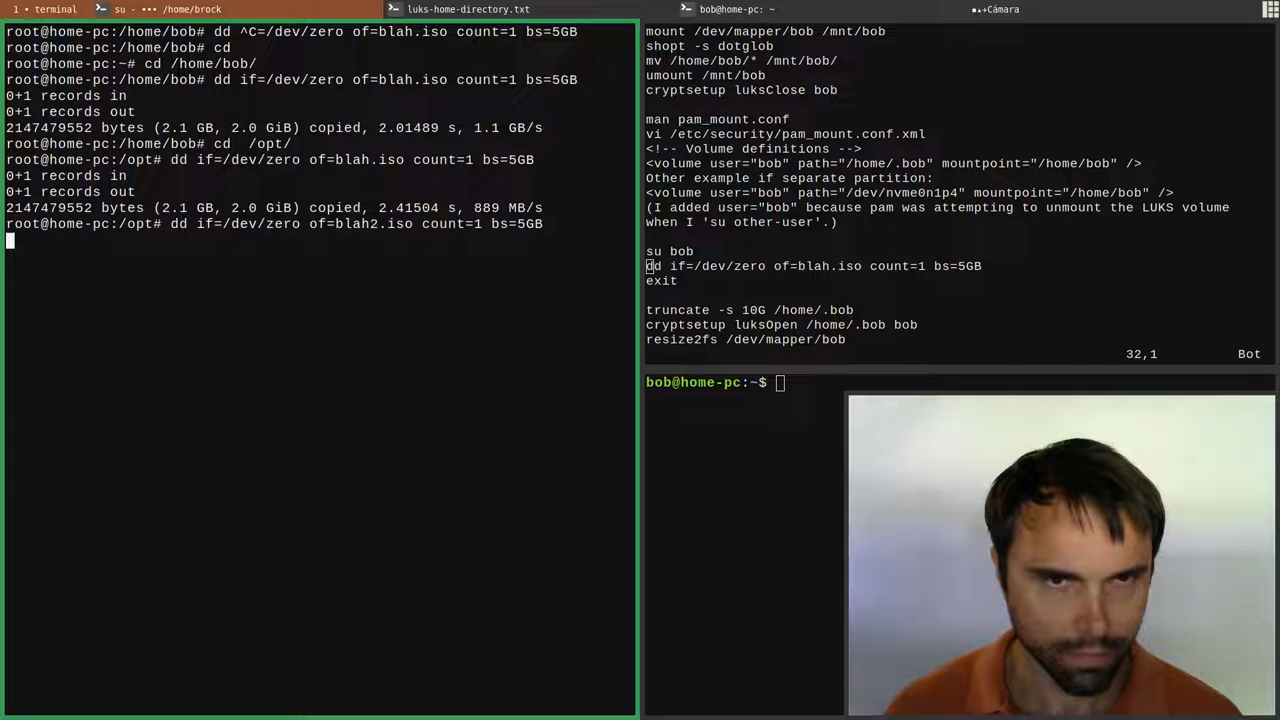 1 • terminal
su - ••• /home/brock
luks-home-directory.txt
bob@home-pc: ~
Cámara
root@home-pc:/home/bob# dd ^C=/dev/zero of=blah.iso count=1 bs=5GB
root@home-pc:/home/bob# cd
root@home-pc:~# cd /home/bob/
root@home-pc:/home/bob# dd if=/dev/zero of=blah.iso count=1 bs=5GB
0+1 records in
0+1 records out
2147479552 bytes (2.1 GB, 2.0 GiB) copied, 2.01489 s, 1.1 GB/s
root@home-pc:/home/bob# cd  /opt/
root@home-pc:/opt# dd if=/dev/zero of=blah.iso count=1 bs=5GB
0+1 records in
0+1 records out
2147479552 bytes (2.1 GB, 2.0 GiB) copied, 2.41504 s, 889 MB/s
root@home-pc:/opt# dd if=/dev/zero of=blah2.iso count=1 bs=5GB
mount /dev/mapper/bob /mnt/bob
shopt -s dotglob
mv /home/bob/* /mnt/bob/
umount /mnt/bob
cryptsetup luksClose bob
man pam_mount.conf
vi /etc/security/pam_mount.conf.xml
<!-- Volume definitions -->
<volume user="bob" path="/home/.bob" mountpoint="/home/bob" />
Other example if separate partition:
<volume user="bob" path="/dev/nvme0n1p4" mountpoint="/home/bob" />
(I added user="bob" because pam was attempting to unmount the LUKS volume
when I 'su other-user'.)
su bob
dd if=/dev/zero of=blah.iso count=1 bs=5GB
exit
truncate -s 10G /home/.bob
cryptsetup luksOpen /home/.bob bob
resize2fs /dev/mapper/bob
32,1 Bot
bob@home-pc:~$